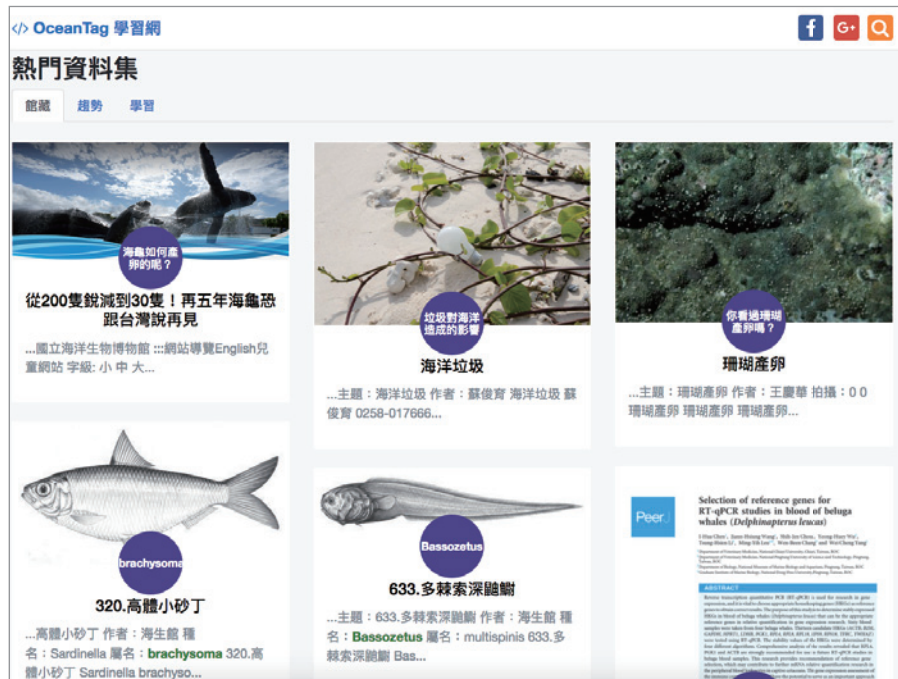 </> OceanTag 學習網
熱門資料集
館藏
趨勢
學習
海龜如何產
卵的呢？
從200隻銳減到30隻！再五年海龜恐
跟台灣說再見
...國立海洋生物博物館 :::網站導覽English兒
童網站 字級: 小 中 大...
垃圾對海洋
造成的影響
海洋垃圾
...主題：海洋垃圾 作者：蘇俊育 海洋垃圾 蘇
俊育 0258-017666...
你看過珊瑚
產卵嗎？
珊瑚產卵
...主題：珊瑚產卵 作者：王慶華 拍攝：0 0
珊瑚產卵 珊瑚產卵 珊瑚產卵...
brachysoma
320.高體小砂丁
...高體小砂丁 作者：海生館 種
名：Sardinella 屬名：brachysoma 320.高
體小砂丁 Sardinella brachyso...
Bassozetus
633.多棘索深鼬鳚
...主題：633.多棘索深鼬鳚 作者：海生館 種
名：Bassozetus 屬名：multispinis 633.多
棘索深鼬鳚 Bas...
PeerJ
Selection of reference genes for
RT-qPCR studies in blood of beluga
whales (Delphinapterus leucas)
ABSTRACT